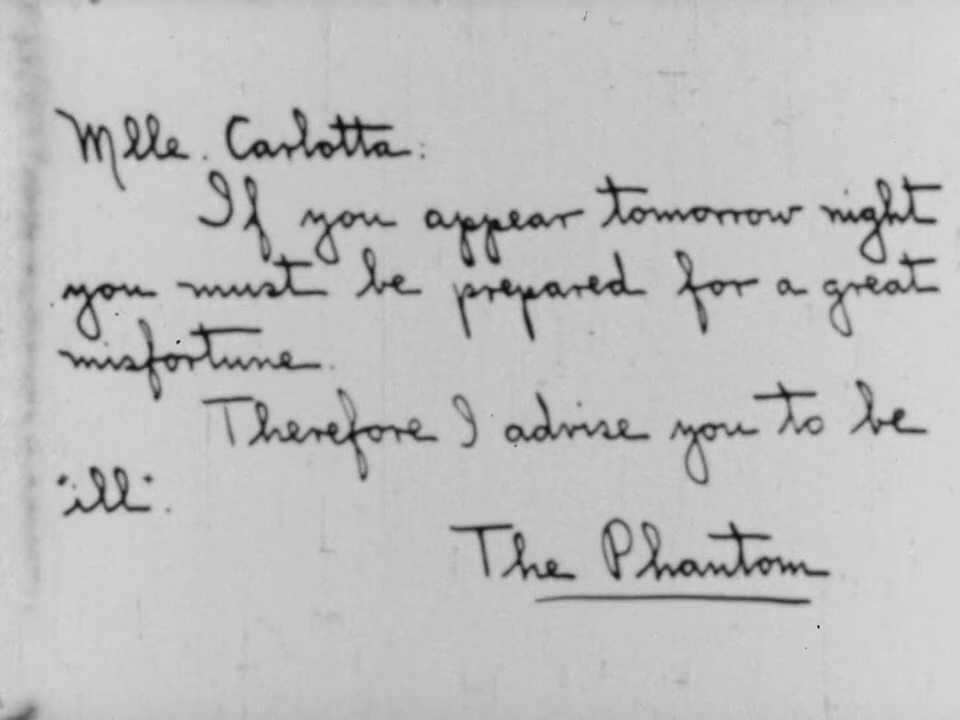 Mlle. Carlotta:
If you appear tomorrow night
you must be prepared for a great
misfortune.
Therefore I advise you to be
"ill".
The Phantom